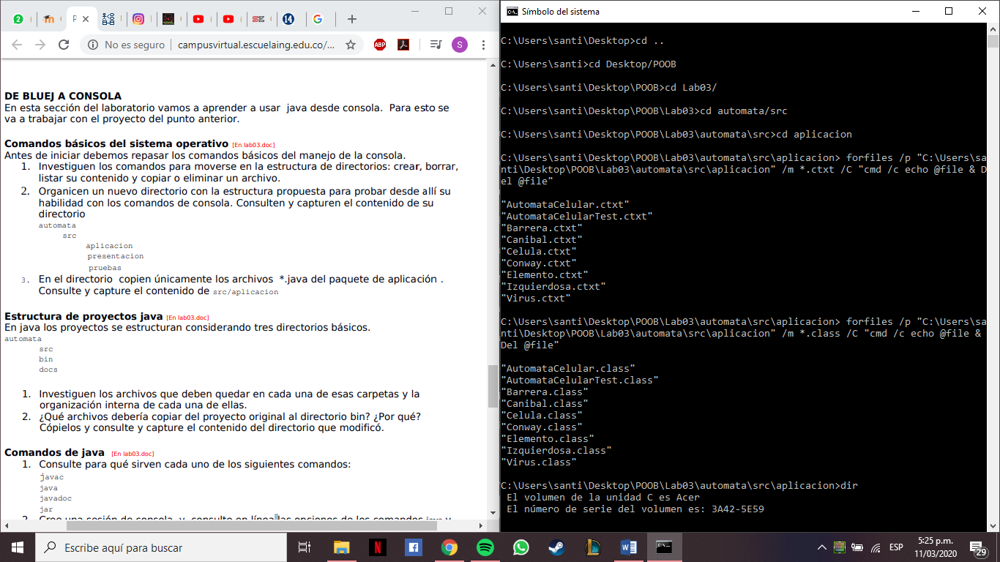 P
No es seguro
campusvirtual.escuelaing.edu.co/...
DE BLUEJ A CONSOLA
En esta sección del laboratorio vamos a aprender a usar java desde consola. Para esto se
va a trabajar con el proyecto del punto anterior.
Comandos básicos del sistema operativo [En lab03.doc]
Antes de iniciar debemos repasar los comandos básicos del manejo de la consola.
1. Investiguen los comandos para moverse en la estructura de directorios: crear, borrar,
listar su contenido y copiar o eliminar un archivo.
2. Organicen un nuevo directorio con la estructura propuesta para probar desde allí su
habilidad con los comandos de consola. Consulten y capturen el contenido de su
directorio
automata
src
aplicacion
presentacion
pruebas
3. En el directorio copien únicamente los archivos *.java del paquete de aplicación .
Consulte y capture el contenido de src/aplicacion
Estructura de proyectos java [En lab03.doc]
En java los proyectos se estructuran considerando tres directorios básicos.
automata
src
bin
docs
1. Investiguen los archivos que deben quedar en cada una de esas carpetas y la
organización interna de cada una de ellas.
2. ¿Qué archivos debería copiar del proyecto original al directorio bin? ¿Por qué?
Cópielos y consulte y capture el contenido del directorio que modificó.
Comandos de java [En lab03.doc]
1. Consulte para qué sirven cada uno de los siguientes comandos:
javac
java
javadoc
jar
2. Cree una sesión de consola y consulte en línea las opciones de los comandos java y
Símbolo del sistema
C:\Users\santi\Desktop>cd ..
C:\Users\santi>cd Desktop/POOB
C:\Users\santi\Desktop\POOB>cd Lab03/
C:\Users\santi\Desktop\POOB\Lab03>cd automata/src
C:\Users\santi\Desktop\POOB\Lab03\automata\src>cd aplicacion
C:\Users\santi\Desktop\POOB\Lab03\automata\src\aplicacion> forfiles /p "C:\Users\sa
nti\Desktop\POOB\Lab03\automata\src\aplicacion" /m *.ctxt /C "cmd /c echo @file & D
el @file"
"AutomataCelular.ctxt"
"AutomataCelularTest.ctxt"
"Barrera.ctxt"
"Canibal.ctxt"
"Celula.ctxt"
"Conway.ctxt"
"Elemento.ctxt"
"Izquierdosa.ctxt"
"Virus.ctxt"
C:\Users\santi\Desktop\POOB\Lab03\automata\src\aplicacion> forfiles /p "C:\Users\sa
nti\Desktop\POOB\Lab03\automata\src\aplicacion" /m *.class /C "cmd /c echo @file &
Del @file"
"AutomataCelular.class"
"AutomataCelularTest.class"
"Barrera.class"
"Canibal.class"
"Celula.class"
"Conway.class"
"Elemento.class"
"Izquierdosa.class"
"Virus.class"
C:\Users\santi\Desktop\POOB\Lab03\automata\src\aplicacion>dir
El volumen de la unidad C es Acer
El número de serie del volumen es: 3A42-5E59
Escribe aquí para buscar
ESP
5:25 p.m.
11/03/2020
29